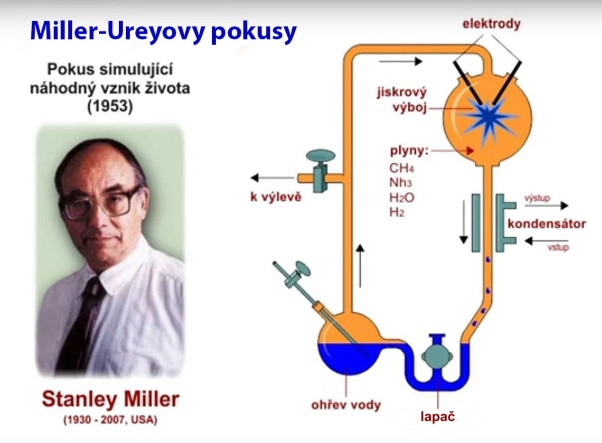 Miller-Ureyovy pokusy
Pokus simulující
náhodný vznik života
(1953)
Stanley Miller
(1930 - 2007, USA)
elektrody
jiskrový
výboj
plyny:
CH4
Nh3
H2O
H2
k výlevě
výstup
kondensátor
vstup
ohřev vody
lapač